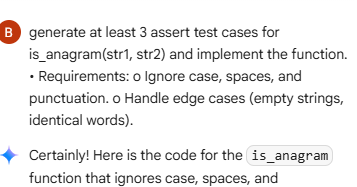 B
generate at least 3 assert test cases for
is_anagram(str1, str2) and implement the function.
• Requirements: o Ignore case, spaces, and
punctuation. o Handle edge cases (empty strings,
identical words).
Certainly! Here is the code for the is_anagram
function that ignores case, spaces, and